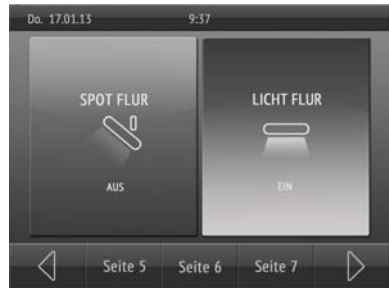 Do. 17.01.13 9:37
SPOT FLUR LICHT FLUR
AUS EIN
Seite 5 Seite 6 Seite 7